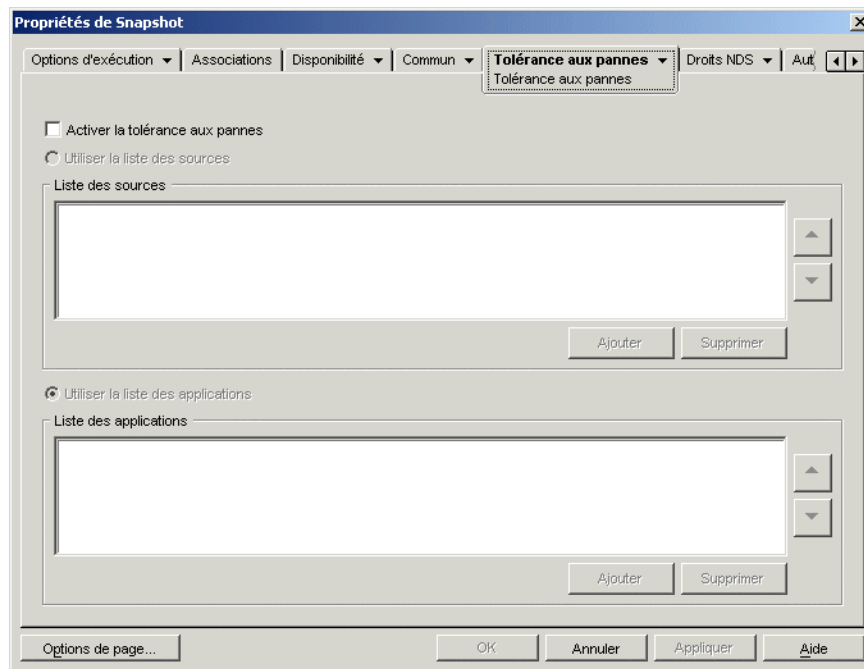 Propriétés de Snapshot
Options d'exécution Associations Disponibilité Commun Tolérance aux pannes Droits NDS Aut
Tolérance aux pannes
Activer la tolérance aux pannes
Utiliser la liste des sources
Liste des sources
Ajouter Supprimer
Utiliser la liste des applications
Liste des applications
Ajouter Supprimer
Options de page... OK Annuler Appliquer Aide